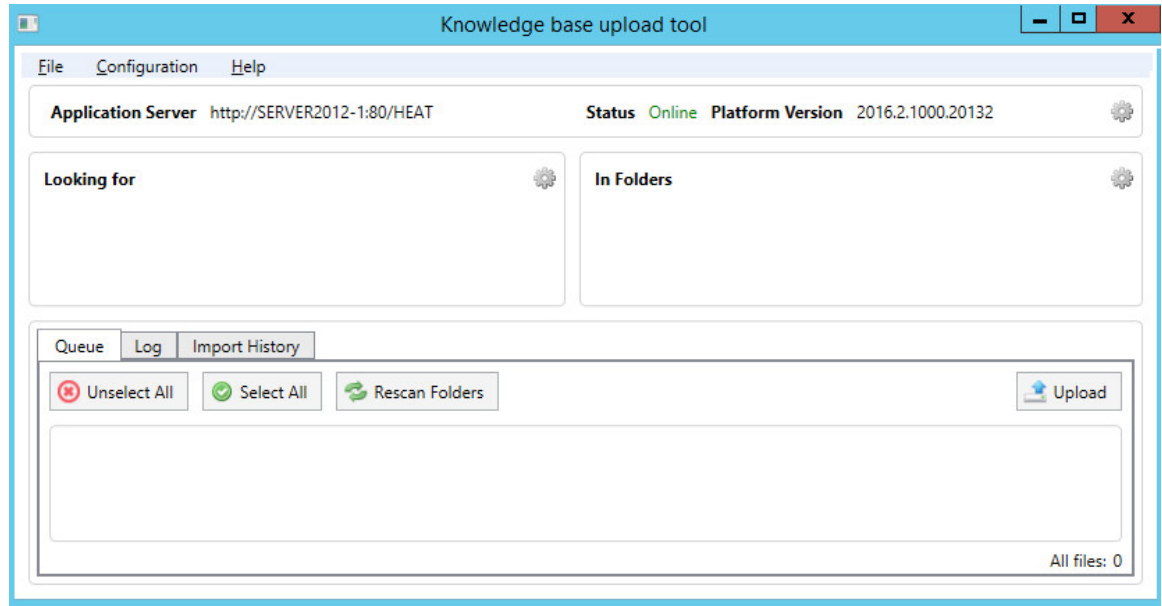 Knowledge base upload tool
File Configuration Help
Application Server http://SERVER2012-1:80/HEAT Status Online Platform Version 2016.2.1000.20132
Looking for
In Folders
Queue Log Import History
Unselect All Select All Rescan Folders Upload
All files: 0